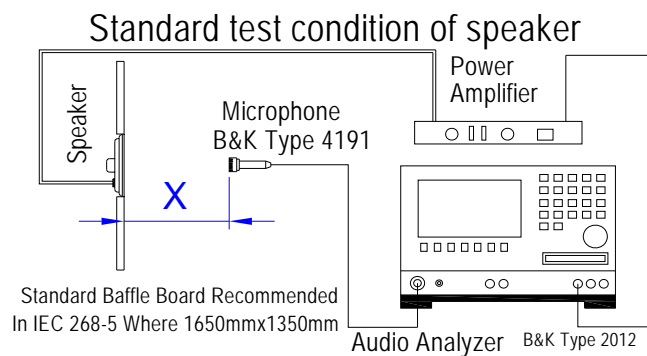 Standard test condition of speaker
Power
Amplifier
Speaker
Microphone
B&K Type 4191
X
Standard Baffle Board Recommended
In IEC 268-5 Where 1650mmx1350mm
Audio Analyzer B&K Type 2012